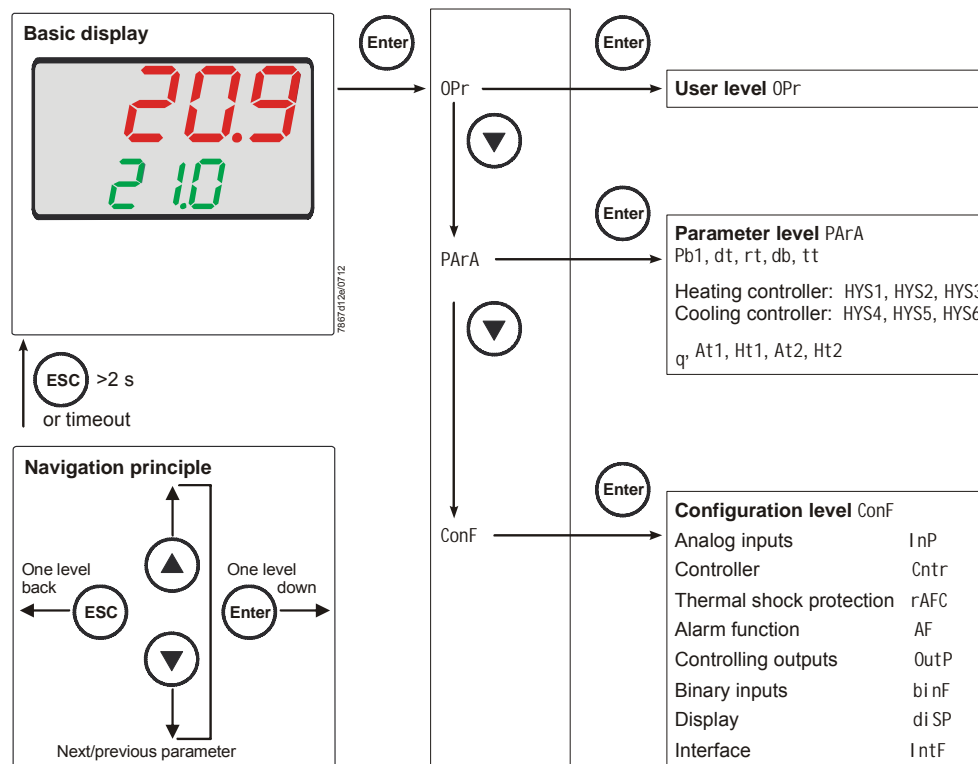 Basic display
20.9
21.0
7867d12e/0712
ESC >2 s
or timeout
Navigation principle
One level
back
ESC
One level
down
Enter
Next/previous parameter
Enter
OPr
Enter
User level OPr
PArA
Enter
Parameter level PArA
Pb1, dt, rt, db, tt
Heating controller: HYS1, HYS2, HYS3
Cooling controller: HYS4, HYS5, HYS6
q, At1, Ht1, At2, Ht2
ConF
Enter
Configuration level ConF
Analog inputs InP
Controller Cntr
Thermal shock protection rAFC
Alarm function AF
Controlling outputs OutP
Binary inputs binF
Display diSP
Interface IntF